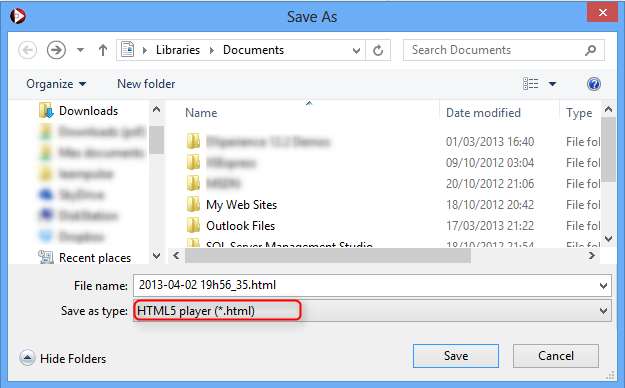 Save As
Libraries Documents
Search Documents
Organize New folder
Downloads
Recent places
Name Date modified Type
01/03/2013 16:40 File fol
09/10/2012 03:04 File fol
20/10/2012 21:06 File fol
My Web Sites 18/10/2012 20:42 File fol
Outlook Files 17/03/2013 21:22 File fol
SQL Server Management Studio 18/10/2012 21:54 File fol
File name: 2013-04-02 19h56_35.html
Save as type: HTML5 player (*.html)
Hide Folders Save Cancel